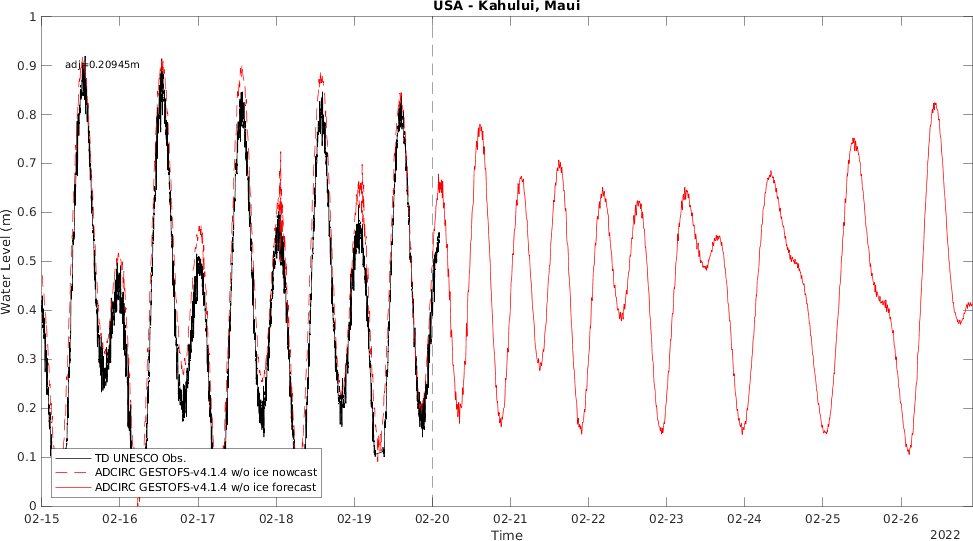 USA - Kahului, Maui
1
0.9
0.8
0.7
0.6
0.5
0.4
0.3
0.2
0.1
0
Water Level (m)
adj=0.20945m
TD UNESCO Obs.
ADCIRC GESTOFS-v4.1.4 w/o ice nowcast
ADCIRC GESTOFS-v4.1.4 w/o ice forecast
02-15 02-16 02-17 02-18 02-19 02-20 02-21 02-22 02-23 02-24 02-25 02-26
Time
2022